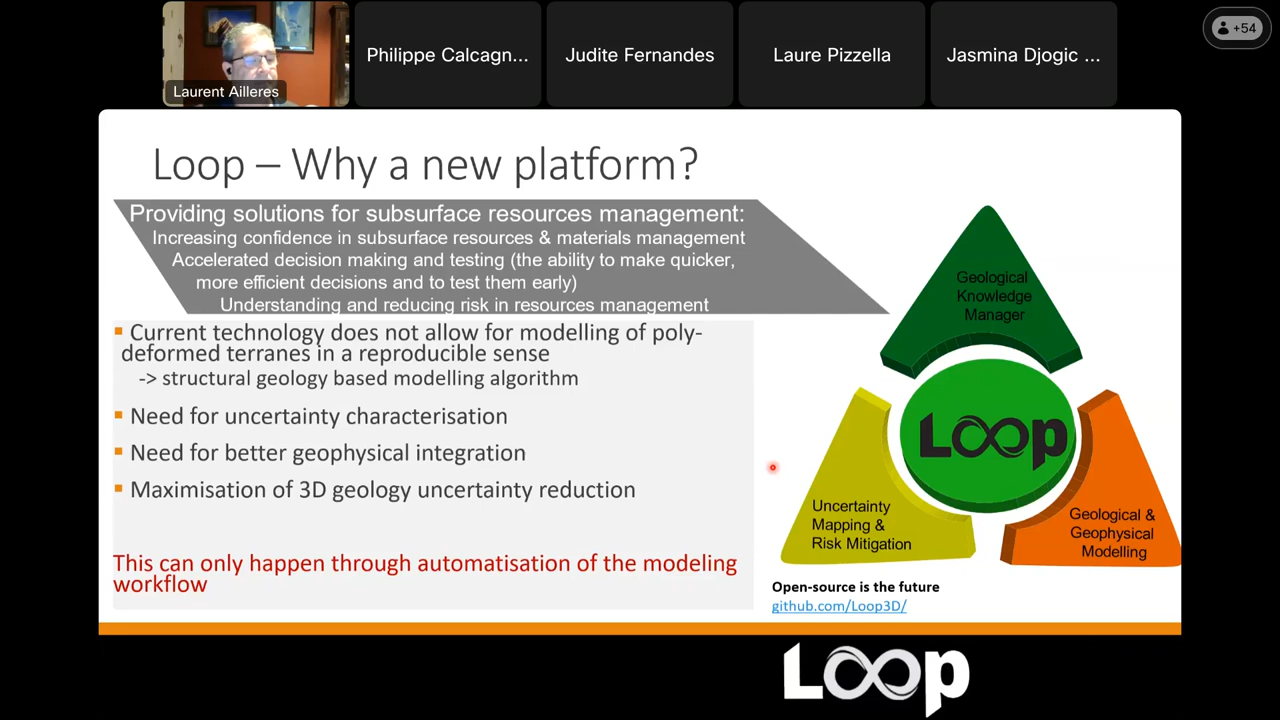 Laurent Ailleres
Philippe Calcagn...
Judite Fernandes
Laure Pizzella
Jasmina Djogic ...
+54
Loop – Why a new platform?
Providing solutions for subsurface resources management:
Increasing confidence in subsurface resources & materials management
Accelerated decision making and testing (the ability to make quicker,
more efficient decisions and to test them early)
Understanding and reducing risk in resources management
Current technology does not allow for modelling of poly-
deformed terranes in a reproducible sense
-> structural geology based modelling algorithm
Need for uncertainty characterisation
Need for better geophysical integration
Maximisation of 3D geology uncertainty reduction
This can only happen through automatisation of the modeling
workflow
Geological
Knowledge
Manager
Loop
Uncertainty
Mapping &
Risk Mitigation
Geological &
Geophysical
Modelling
Open-source is the future
github.com/Loop3D/
Loop